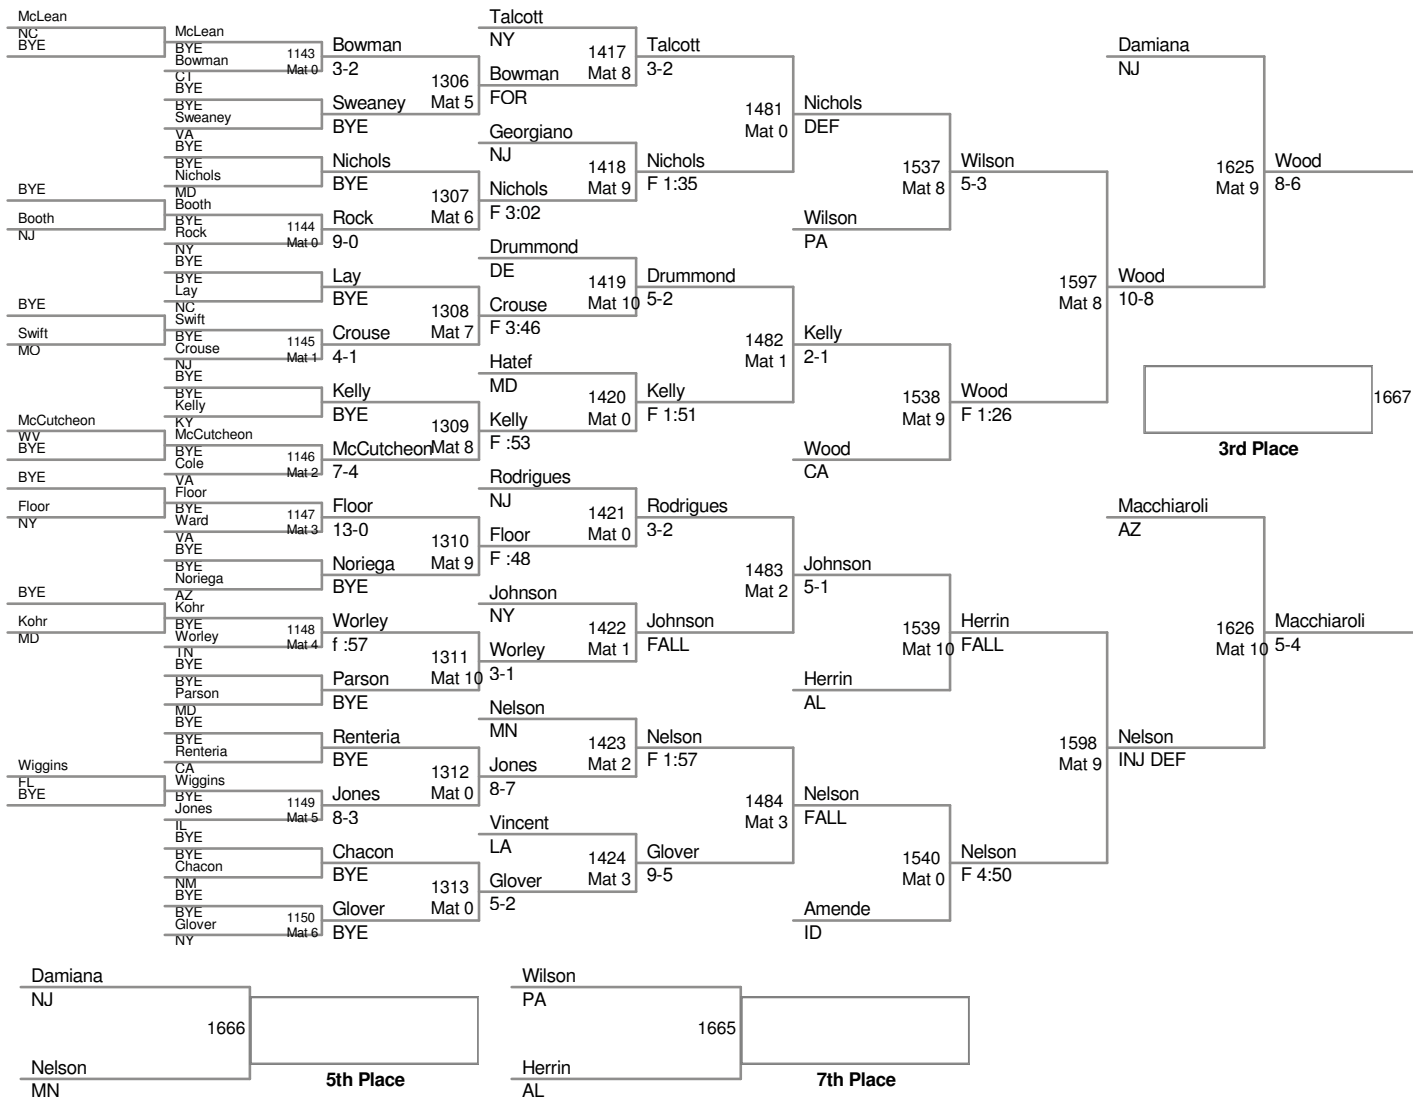 McLean
NC
BYE
BYE
Booth
NJ
BYE
Swift
MO
McCutcheon
WV
BYE
BYE
Floor
NY
BYE
Kohr
MD
Wiggins
FL
BYE
McLean
BYE
Bowman
CT
BYE
BYE
Sweaney
VA
BYE
BYE
Nichols
MD
Booth
BYE
Rock
NY
BYE
BYE
Lay
NC
Swift
BYE
Crouse
NJ
BYE
BYE
Kelly
KY
McCutcheon
BYE
Cole
VA
Floor
BYE
Ward
VA
BYE
BYE
Noriega
AZ
Kohr
BYE
Worley
TN
BYE
BYE
Parson
MD
BYE
BYE
Renteria
CA
Wiggins
BYE
Jones
IL
BYE
BYE
Chacon
NM
BYE
BYE
Glover
NY
1143
Mat 0
1144
Mat 0
1145
Mat 1
1146
Mat 2
1147
Mat 3
1148
Mat 4
1149
Mat 5
1150
Mat 6
Bowman
3-2
Sweaney
BYE
Nichols
BYE
Rock
9-0
Lay
BYE
Crouse
4-1
Kelly
BYE
McCutcheon
7-4
Floor
13-0
Noriega
BYE
Worley
f :57
Parson
BYE
Renteria
BYE
Jones
8-3
Chacon
BYE
Glover
BYE
1306
Mat 5
1307
Mat 6
1308
Mat 7
1309
Mat 8
1310
Mat 9
1311
Mat 10
1312
Mat 0
1313
Mat 0
Talcott
NY
Bowman
FOR
Georgiano
NJ
Nichols
F 3:02
Drummond
DE
Crouse
F 3:46
Hatef
MD
Kelly
F :53
Rodrigues
NJ
Floor
F :48
Johnson
NY
Worley
3-1
Nelson
MN
Jones
8-7
Vincent
LA
Glover
5-2
1417
Mat 8
1418
Mat 9
1419
Mat 10
1420
Mat 0
1421
Mat 0
1422
Mat 1
1423
Mat 2
1424
Mat 3
Talcott
3-2
Nichols
F 1:35
Drummond
5-2
Kelly
F 1:51
Rodrigues
3-2
Johnson
FALL
Nelson
F 1:57
Glover
9-5
1481
Mat 0
1482
Mat 1
1483
Mat 2
1484
Mat 3
Nichols
DEF
Wilson
PA
Kelly
2-1
Wood
CA
Johnson
5-1
Herrin
AL
Nelson
FALL
Amende
ID
1537
Mat 8
1538
Mat 9
1539
Mat 10
1540
Mat 0
Wilson
5-3
Wood
F 1:26
Herrin
FALL
Nelson
F 4:50
1597
Mat 8
1598
Mat 9
Damiana
NJ
Wood
10-8
Macchiaroli
AZ
Nelson
INJ DEF
1625
Mat 9
1626
Mat 10
Wood
8-6
Macchiaroli
5-4
1667
3rd Place
Damiana
NJ
1666
Nelson
MN
5th Place
Wilson
PA
1665
Herrin
AL
7th Place